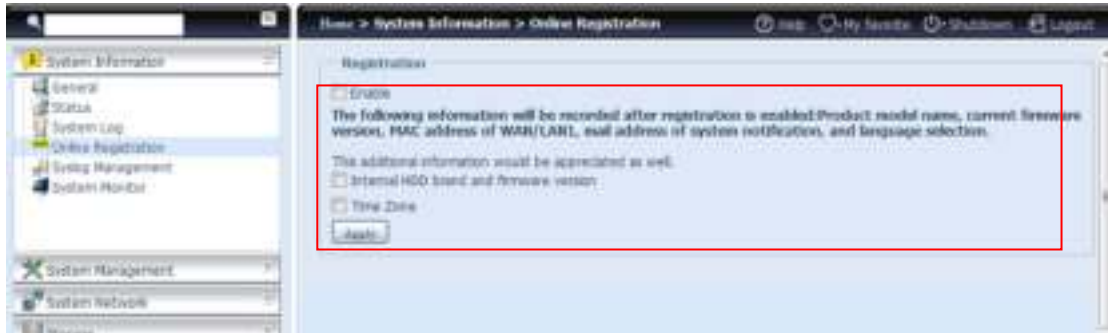 Home > System Information > Online Registration
Help
My favorite
Shutdown
Logout
System Information
General
Status
System Log
Online Registration
Syslog Management
System Monitor
System Management
System Network
Registration
Enable
The following information will be recorded after registration is enabled:Product model name, current firmware
version, MAC address of WAN/LAN1, mail address of system notification, and language selection.
This additional information would be appreciated as well.
Internal HDD brand and firmware version
Time Zone
Apply